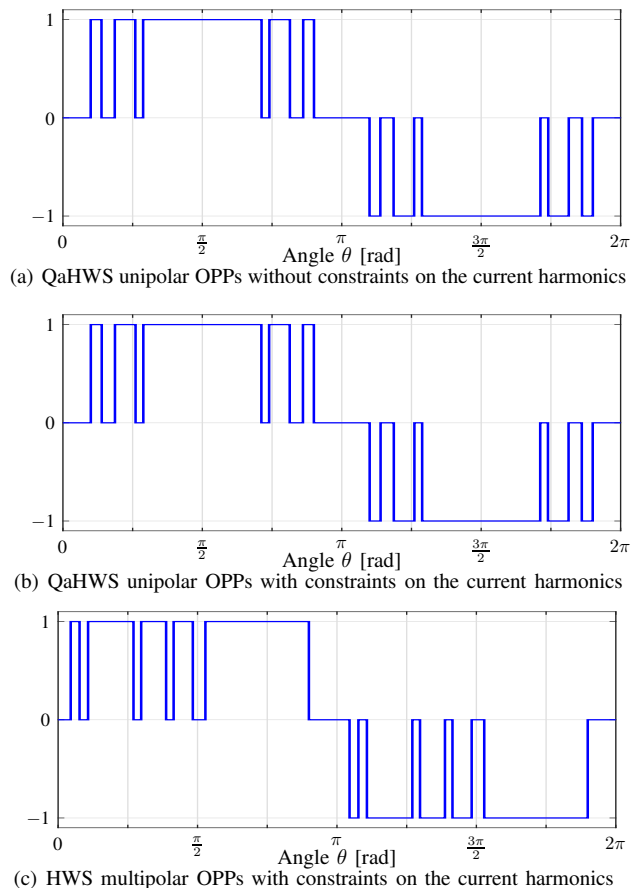 1
0
−1
0 π/2 π 3π/2 2π
Angle θ [rad]
(a) QaHWS unipolar OPPs without constraints on the current harmonics
1
0
−1
0 π/2 π 3π/2 2π
Angle θ [rad]
(b) QaHWS unipolar OPPs with constraints on the current harmonics
1
0
−1
0 π/2 π 3π/2 2π
Angle θ [rad]
(c) HWS multipolar OPPs with constraints on the current harmonics